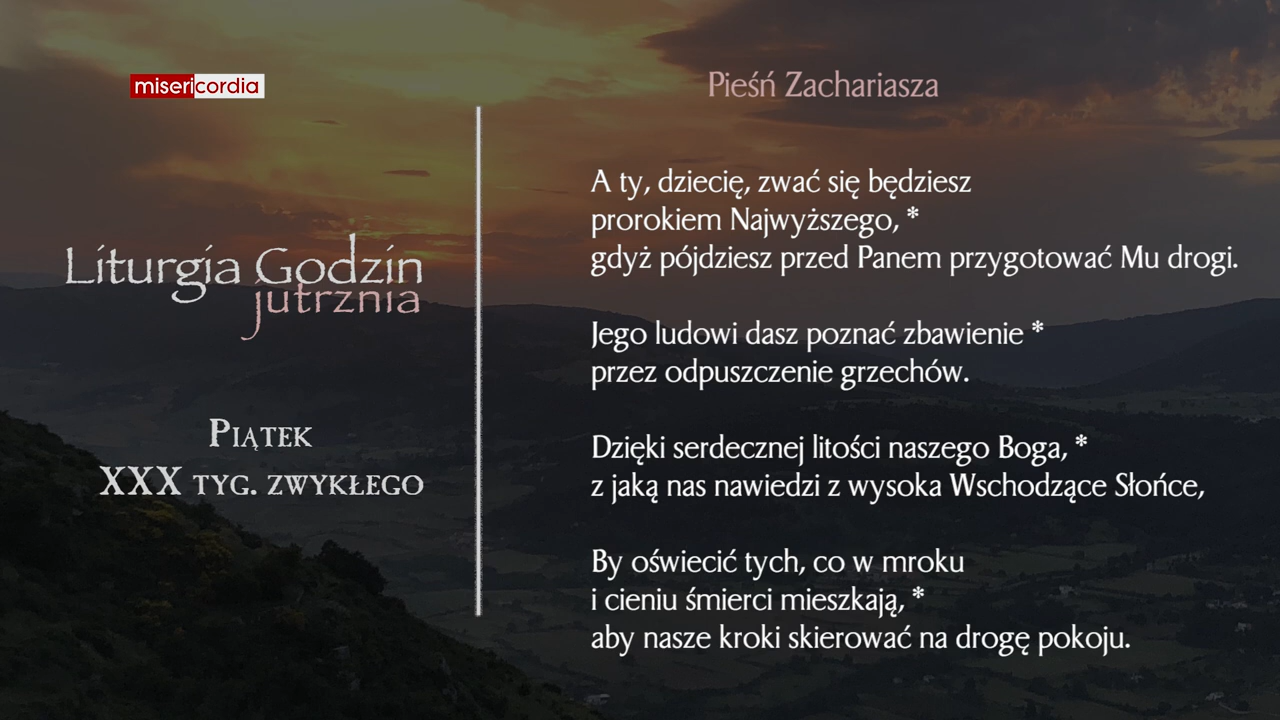 misericordia
Liturgia Godzin
jutrznia
Piątek
XXX tyg. zwykłego
Pieśń Zachariasza
A ty, dziecię, zwać się będziesz
prorokiem Najwyższego, *
gdyż pójdziesz przed Panem przygotować Mu drogi.
Jego ludowi dasz poznać zbawienie *
przez odpuszczenie grzechów.
Dzięki serdecznej litości naszego Boga, *
z jaką nas nawiedzi z wysoka Wschodzące Słońce,
By oświecić tych, co w mroku
i cieniu śmierci mieszkają, *
aby nasze kroki skierować na drogę pokoju.